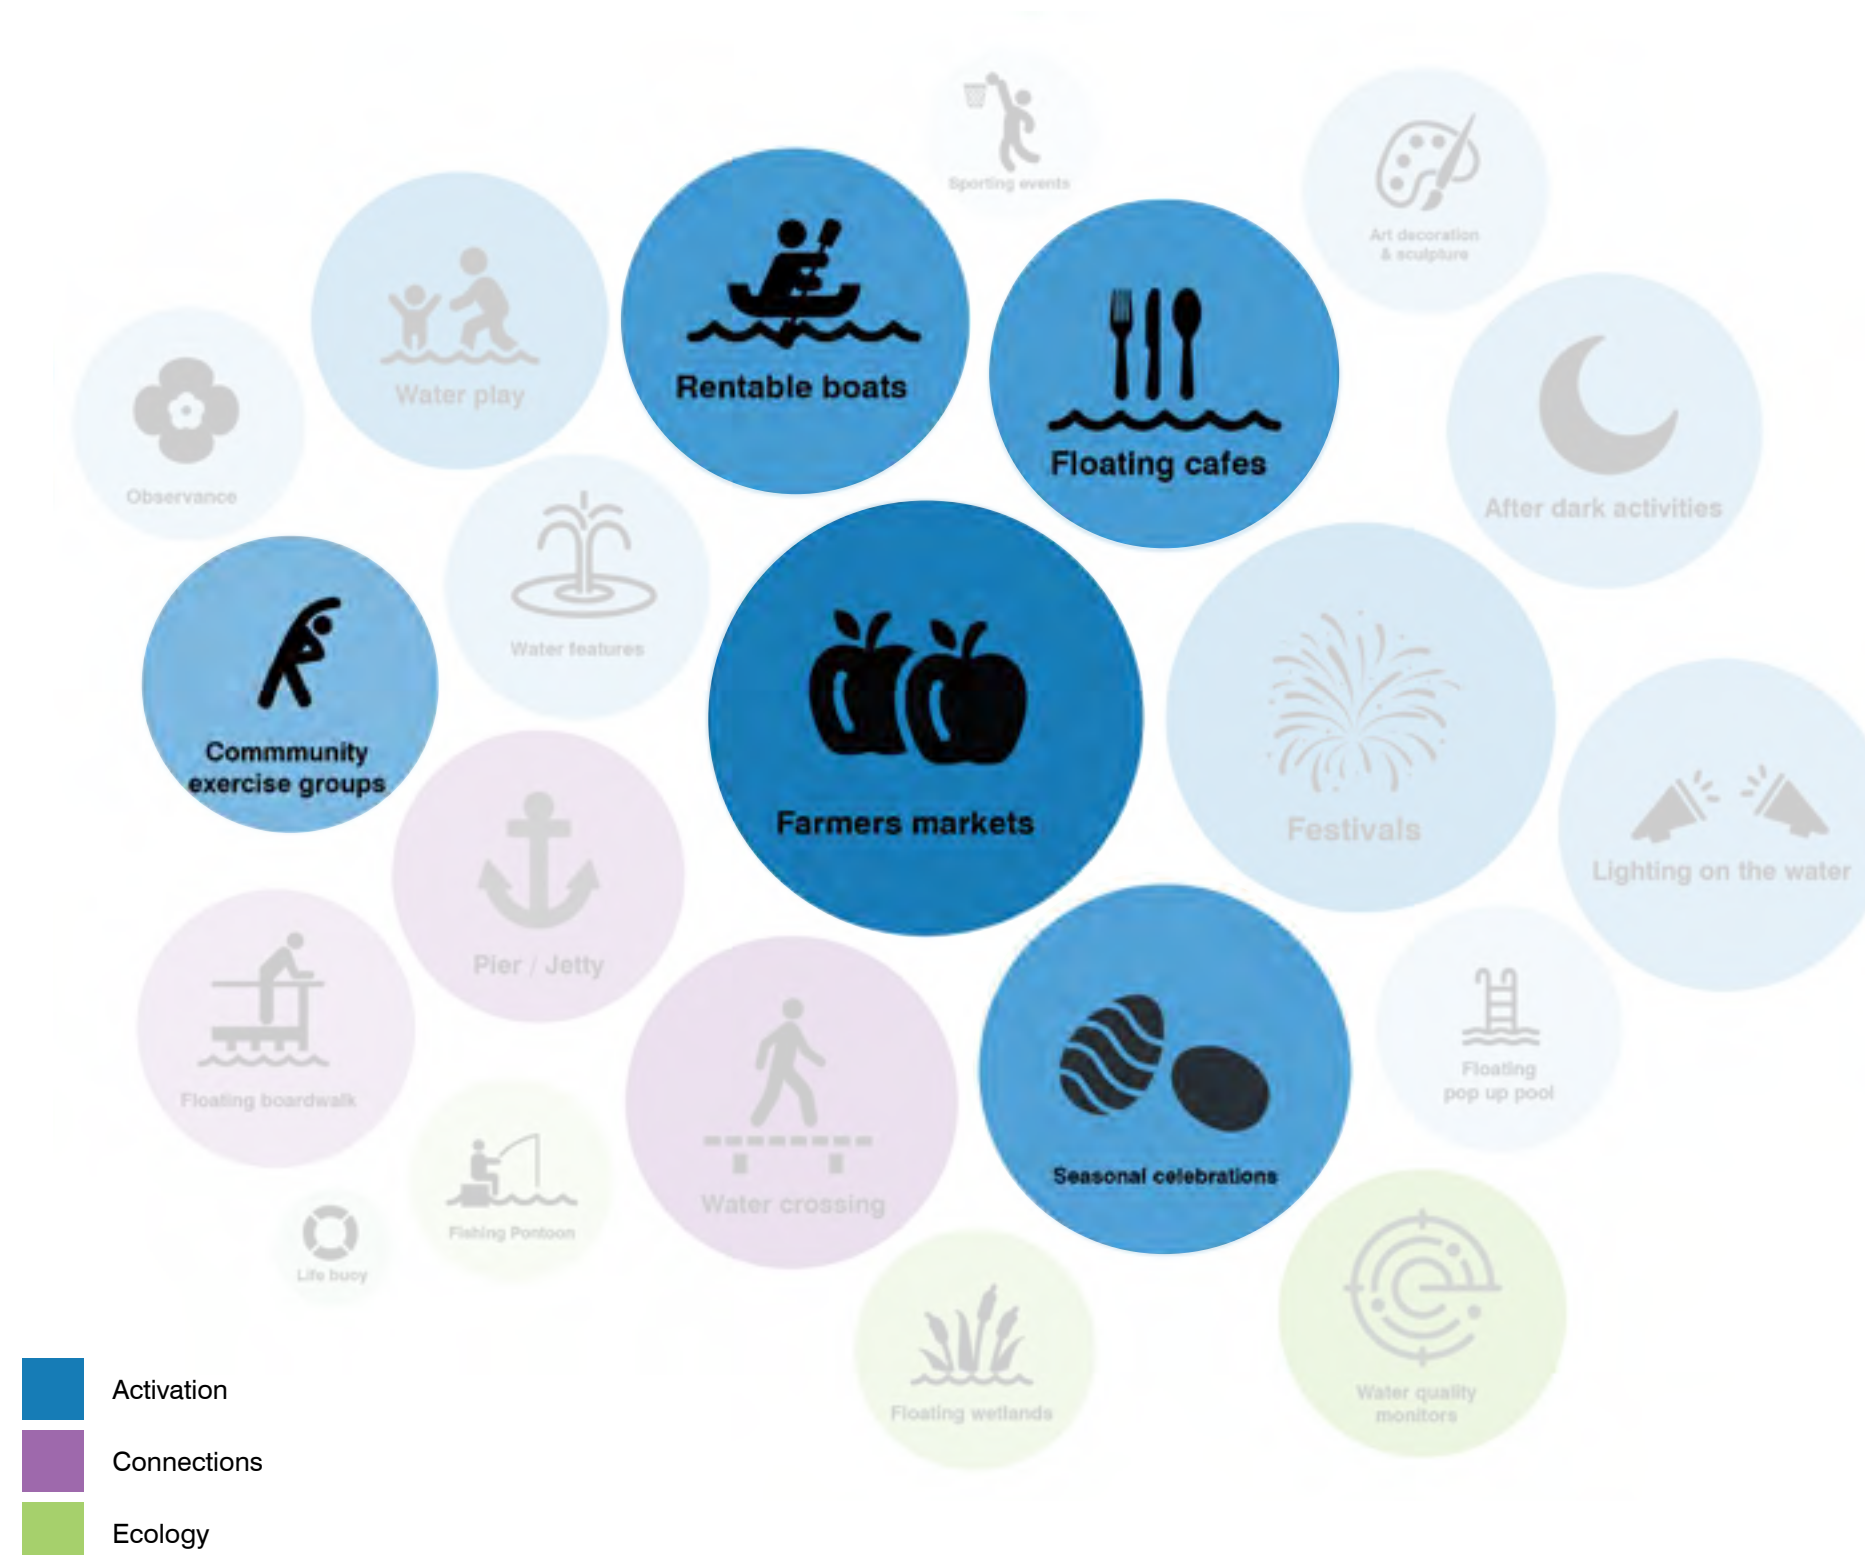 Sporting events
Art decoration
& sculpture
Rentable boats
Water play
Floating cafes
Observance
After dark activities
Water features
Commmunity
exercise groups
Farmers markets
Festivals
Lighting on the water
Pier / Jetty
Floating
pop up pool
Floating boardwalk
Seasonal celebrations
Water crossing
Fishing Pontoon
Life buoy
Water quality
monitors
Floating wetlands
Activation
Connections
Ecology